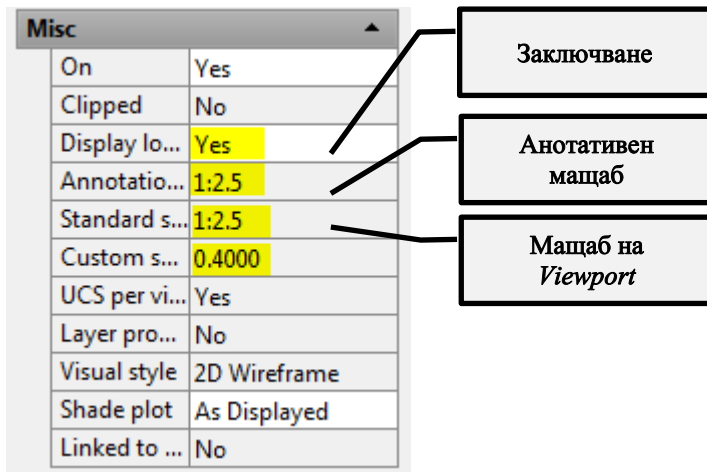 Misc
On Yes
Clipped No
Display lo... Yes
Annotatio... 1:2.5
Standard s... 1:2.5
Custom s... 0.4000
UCS per vi... Yes
Layer pro... No
Visual style 2D Wireframe
Shade plot As Displayed
Linked to ... No
Заключване
Анотативен
мащаб
Мащаб на
Viewport